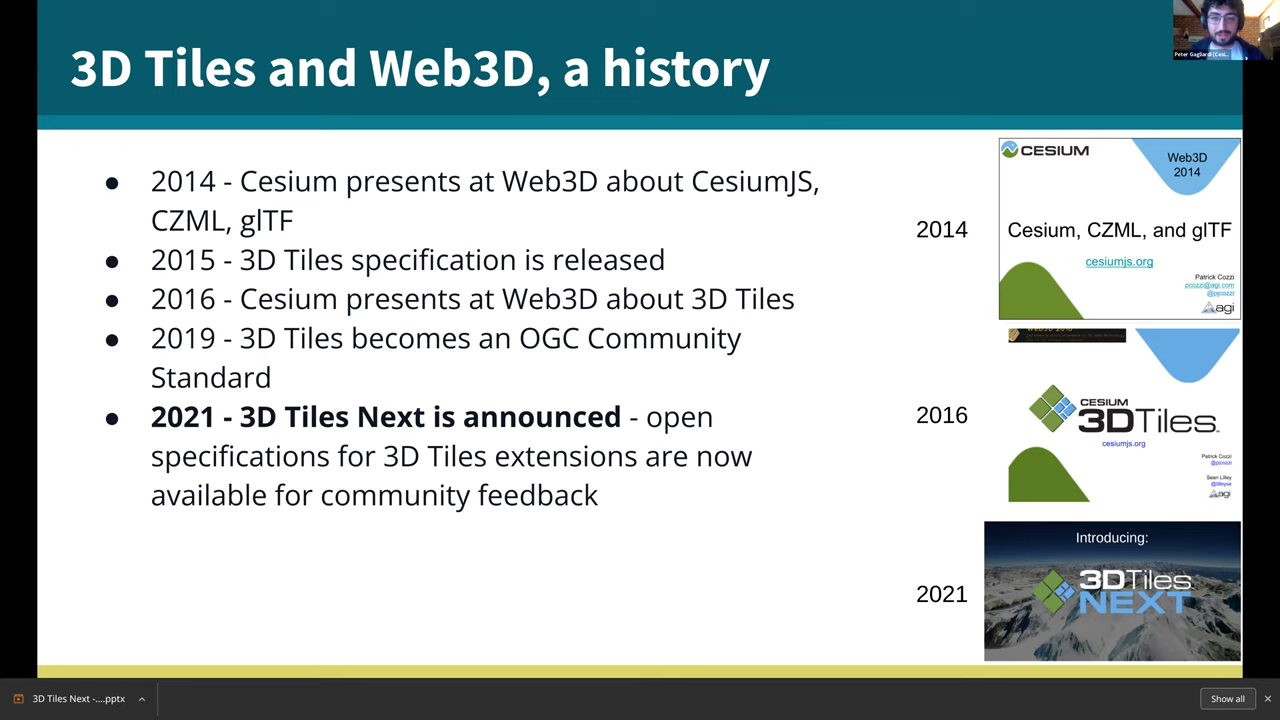 3D Tiles and Web3D, a history
Peter Gagliardi (Cesi...
● 2014 - Cesium presents at Web3D about CesiumJS,
CZML, glTF
● 2015 - 3D Tiles specification is released
● 2016 - Cesium presents at Web3D about 3D Tiles
● 2019 - 3D Tiles becomes an OGC Community
Standard
● 2021 - 3D Tiles Next is announced - open
specifications for 3D Tiles extensions are now
available for community feedback
2014
CESIUM
Web3D
2014
Cesium, CZML, and glTF
cesiumjs.org
Patrick Cozzi
pcozzi@agi.com
@pjcozzi
agi
2016
CESIUM
3DTiles
cesiumjs.org
Patrick Cozzi
@pjcozzi
Sean Lilley
@lilleyse
agi
2021
Introducing:
3DTiles
NEXT
3D Tiles Next -....pptx
Show all